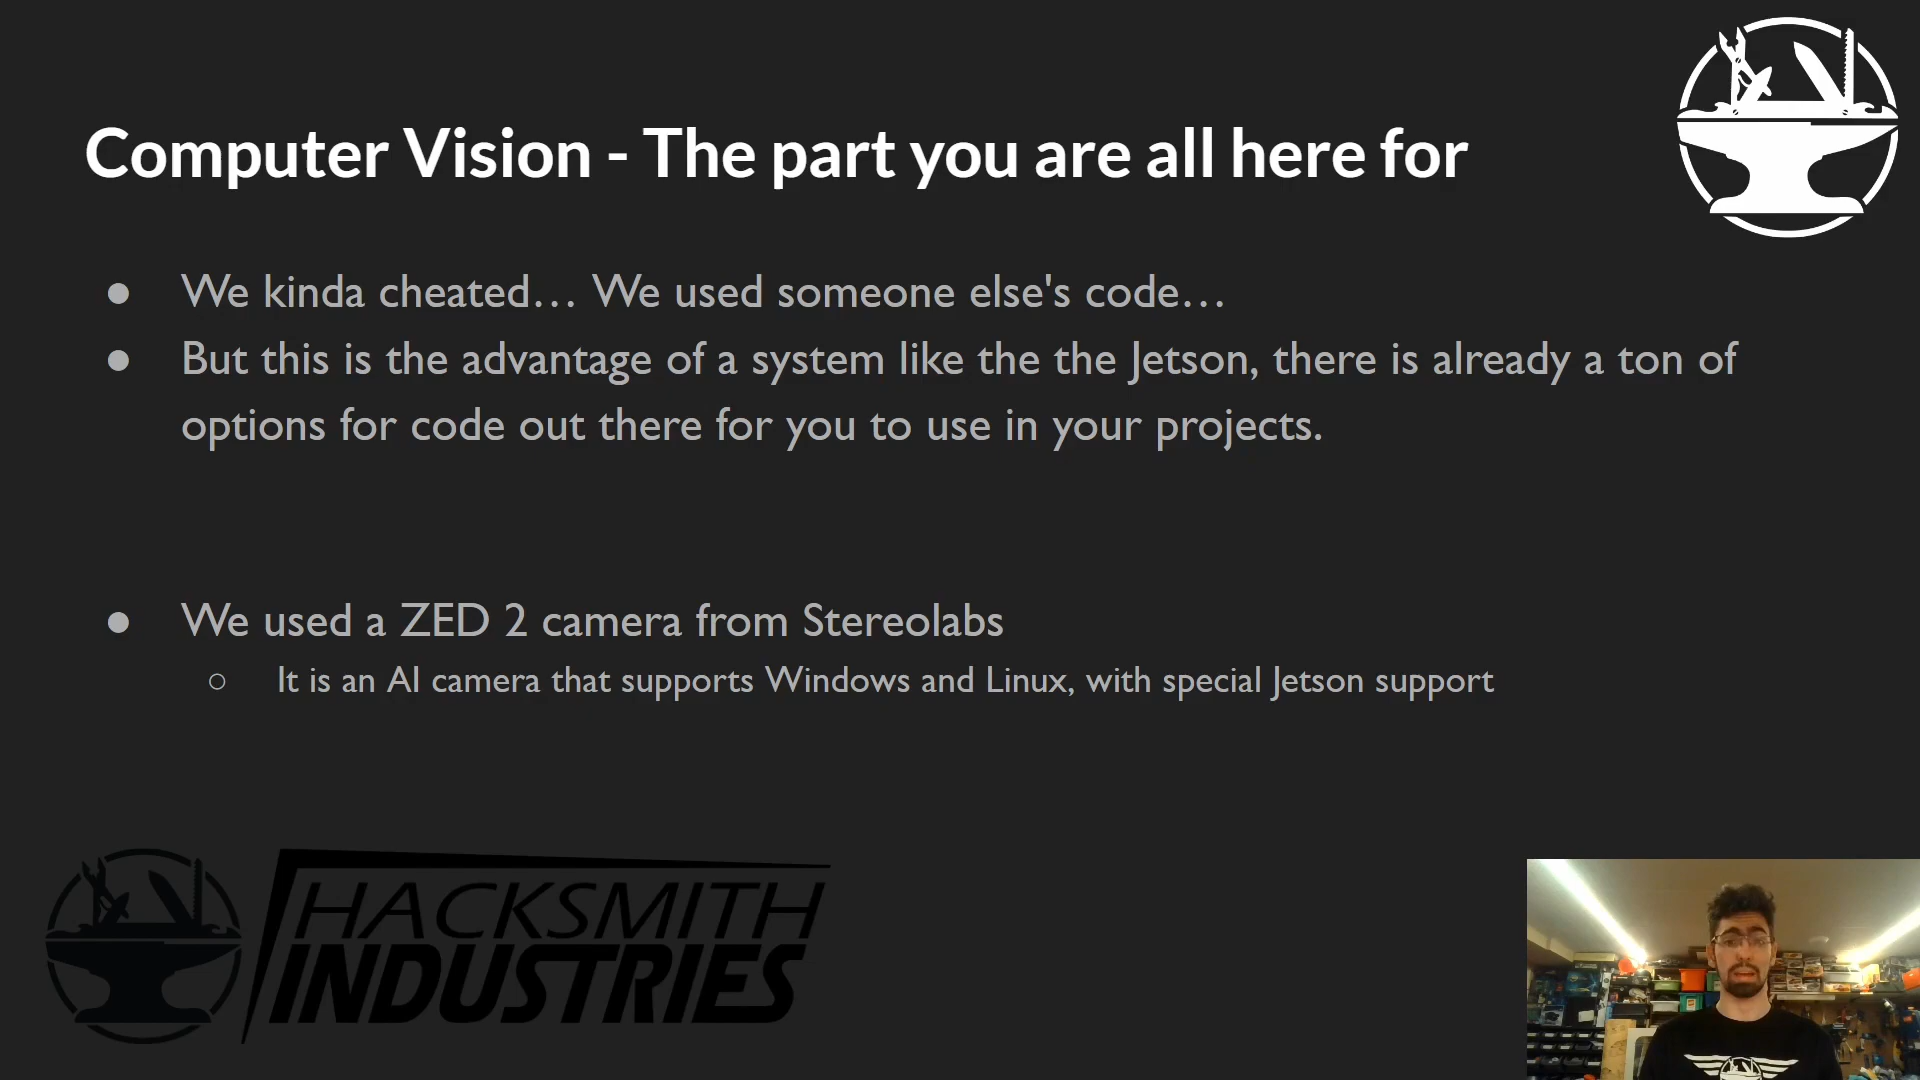 Computer Vision - The part you are all here for
● We kinda cheated… We used someone else's code…
● But this is the advantage of a system like the the Jetson, there is already a ton of
options for code out there for you to use in your projects.
● We used a ZED 2 camera from Stereolabs
○ It is an AI camera that supports Windows and Linux, with special Jetson support
HACKSMITH
INDUSTRIES